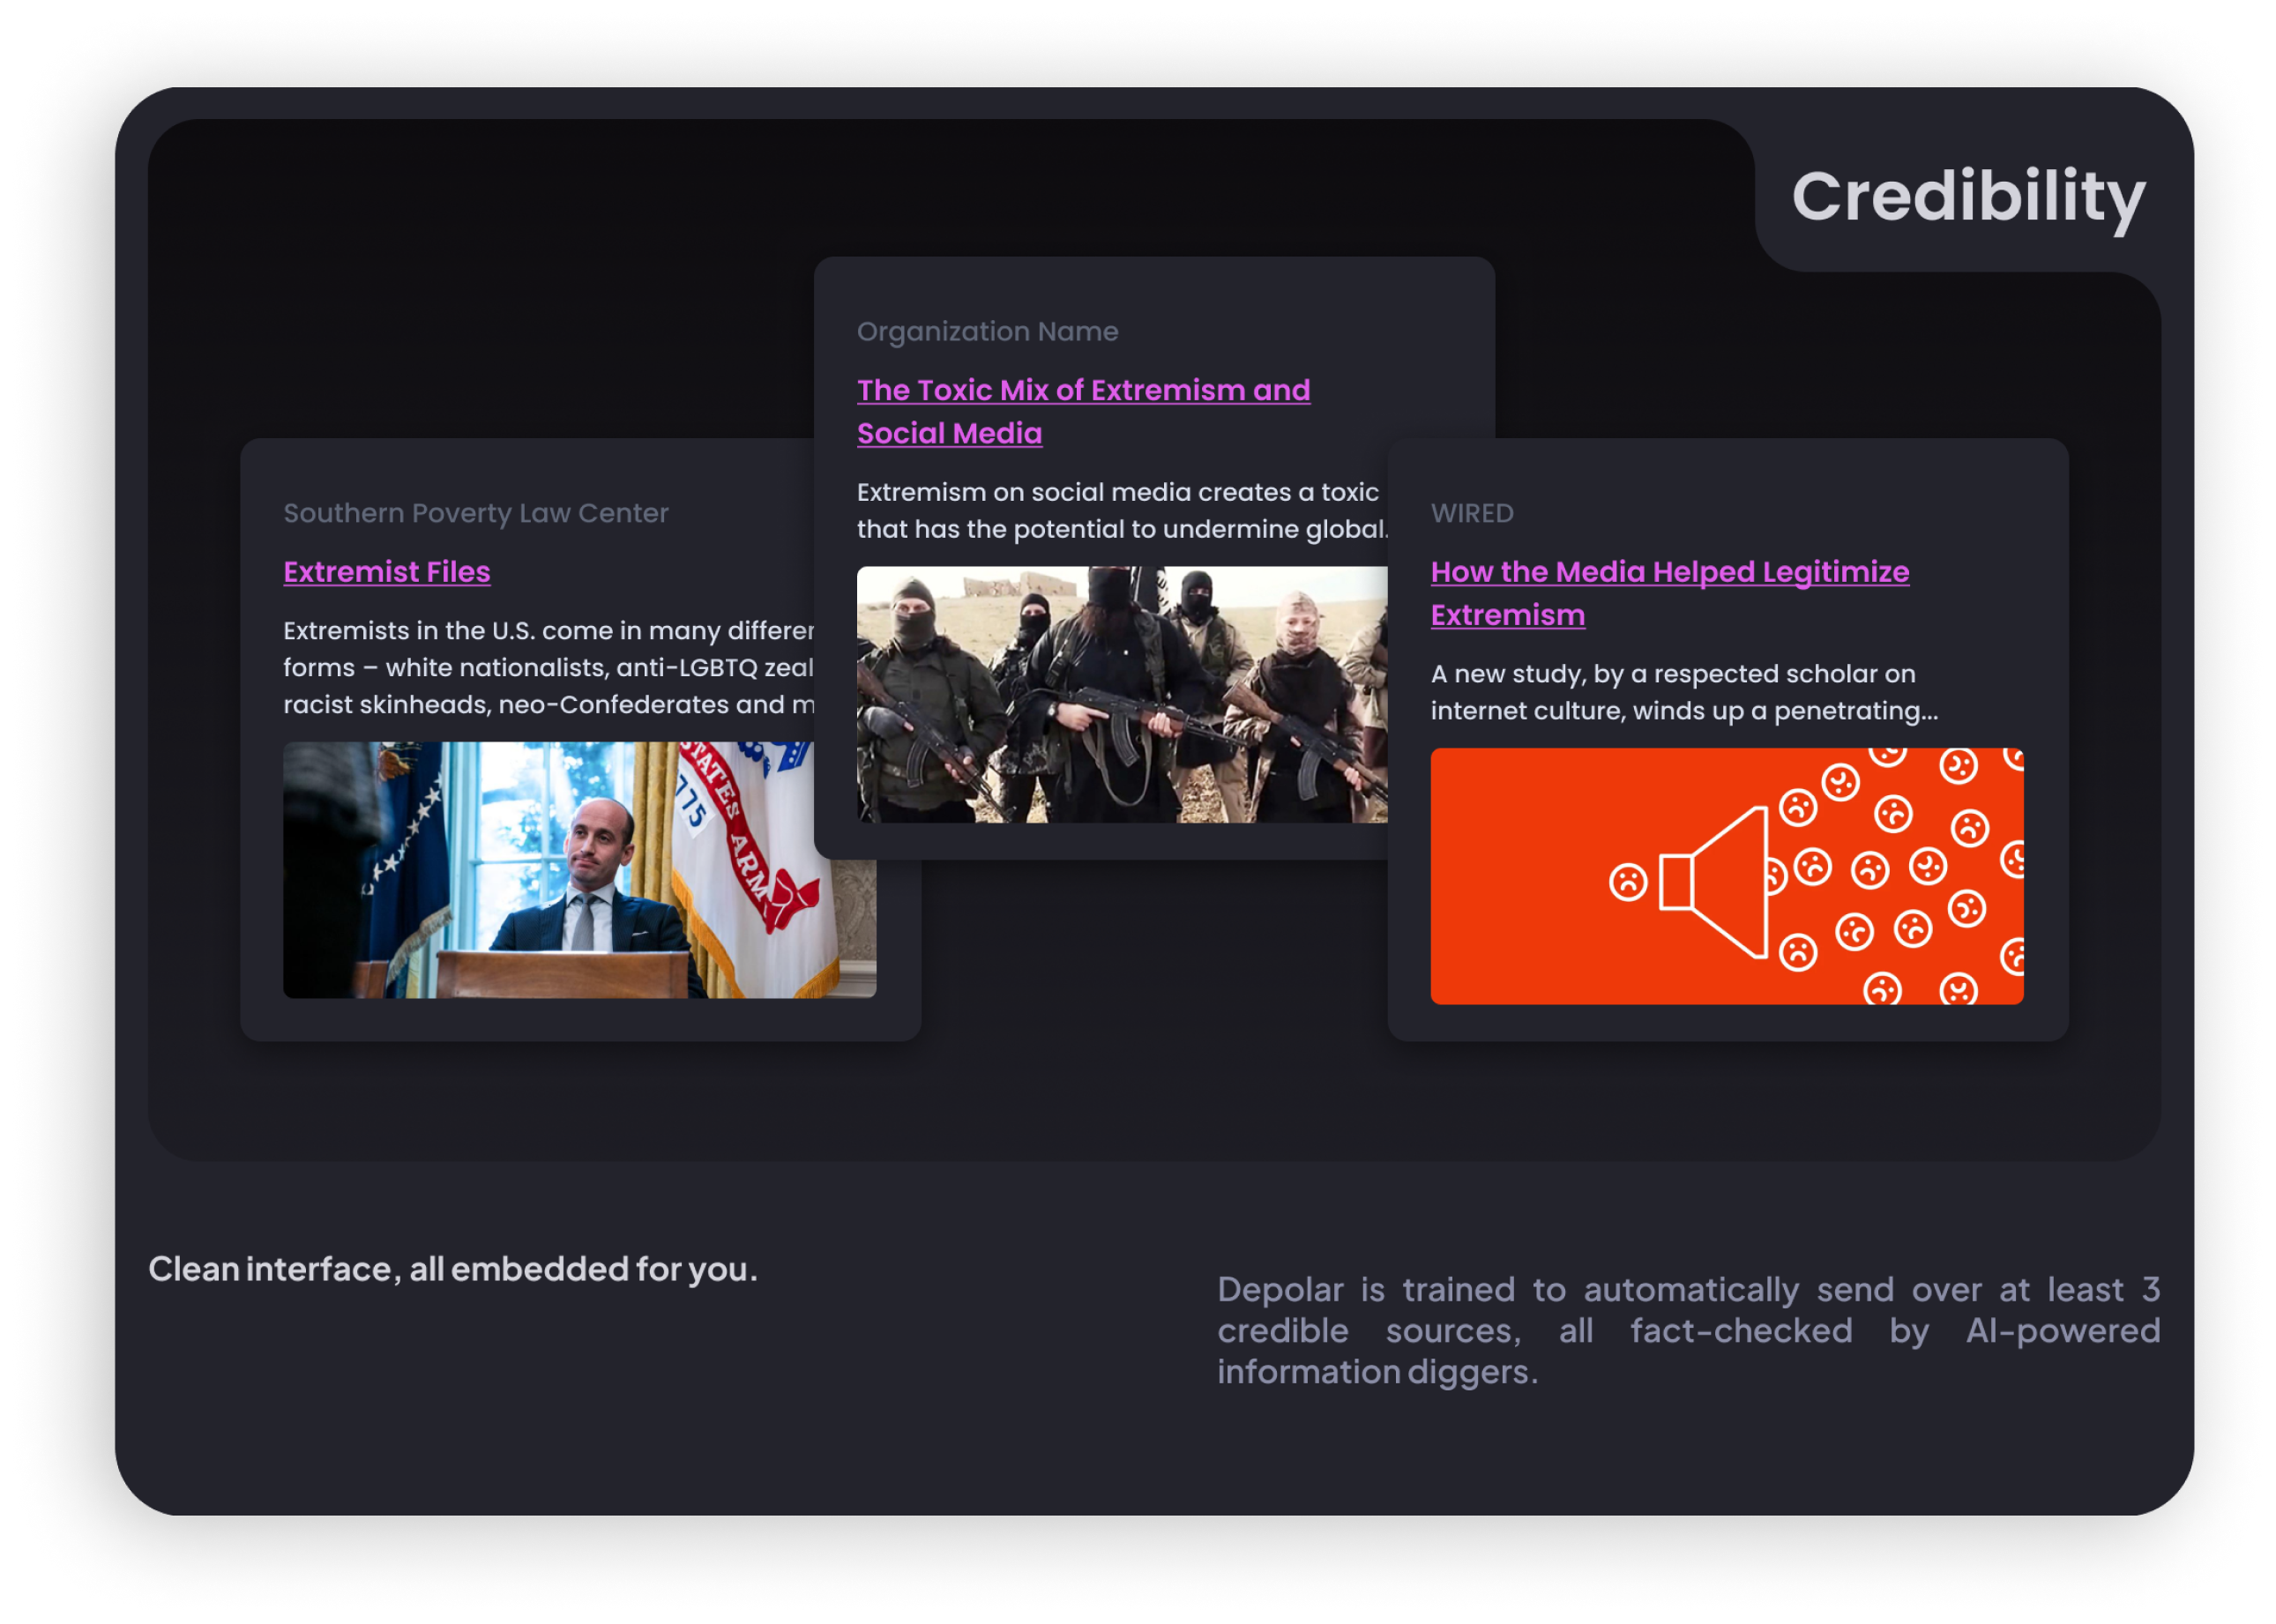 Credibility
Organization Name
The Toxic Mix of Extremism and
Social Media
Extremism on social media creates a toxic
that has the potential to undermine global.
Southern Poverty Law Center
Extremist Files
Extremists in the U.S. come in many differen
forms – white nationalists, anti-LGBTQ zeal
racist skinheads, neo-Confederates and m
STATES ARM
775
WIRED
How the Media Helped Legitimize
Extremism
A new study, by a respected scholar on
internet culture, winds up a penetrating...
Clean interface, all embedded for you.
Depolar is trained to automatically send over at least 3
credible sources, all fact-checked by AI-powered
information diggers.